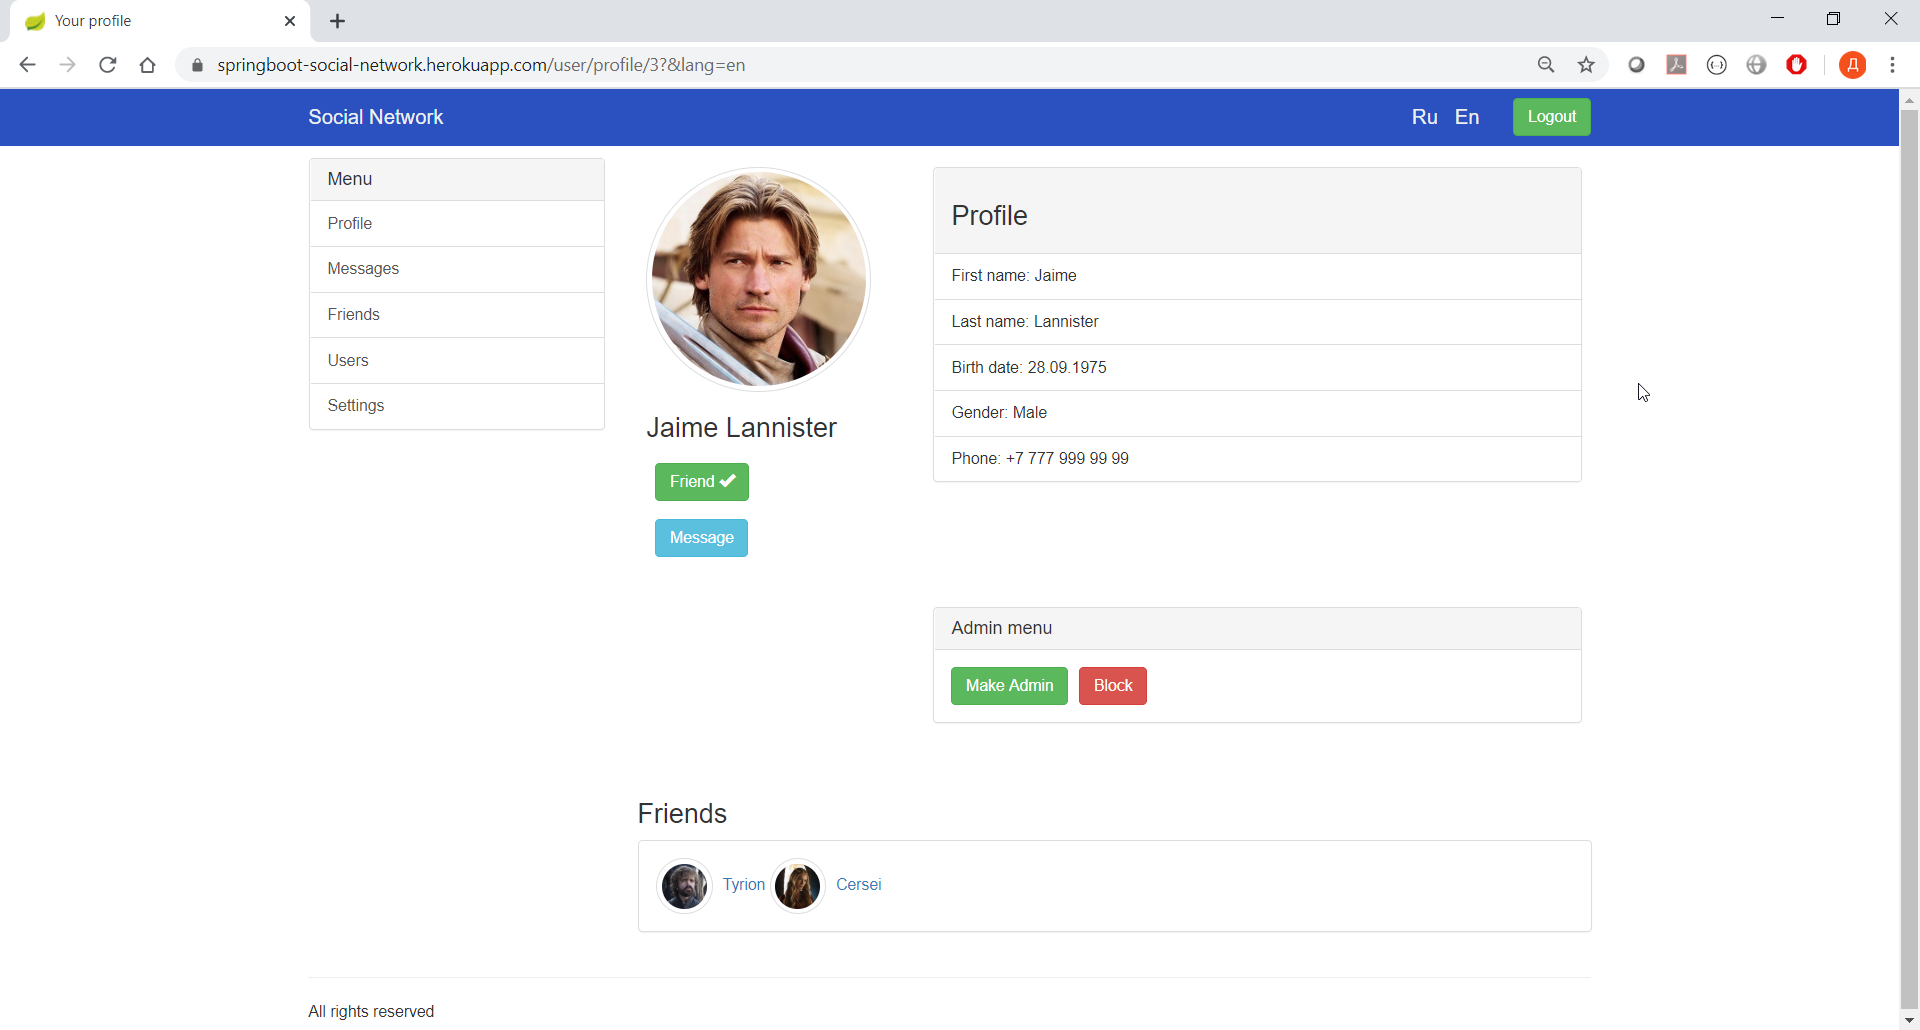 Your profile
springboot-social-network.herokuapp.com/user/profile/3?&lang=en
Д
Social Network
Ru En
Logout
Menu
Profile
Messages
Friends
Users
Settings
Jaime Lannister
Friend
Message
Profile
First name: Jaime
Last name: Lannister
Birth date: 28.09.1975
Gender: Male
Phone: +7 777 999 99 99
Admin menu
Make Admin Block
Friends
Tyrion Cersei
All rights reserved